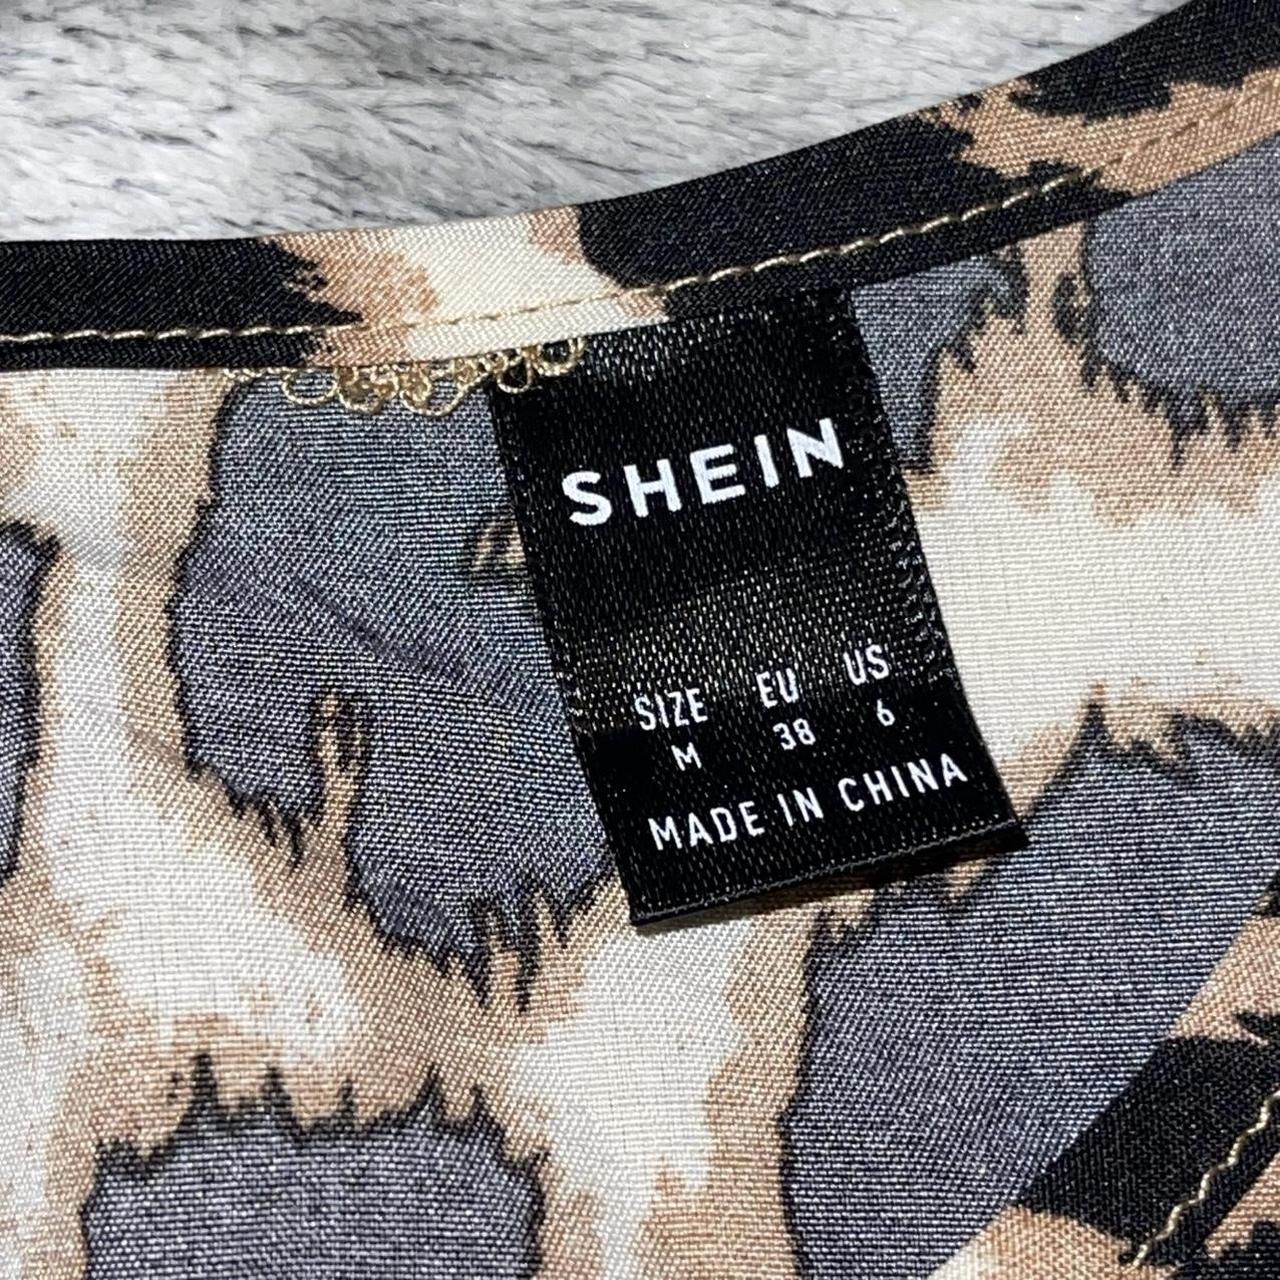 SHEIN
SIZE EU US
M 38 6
MADE IN CHINA